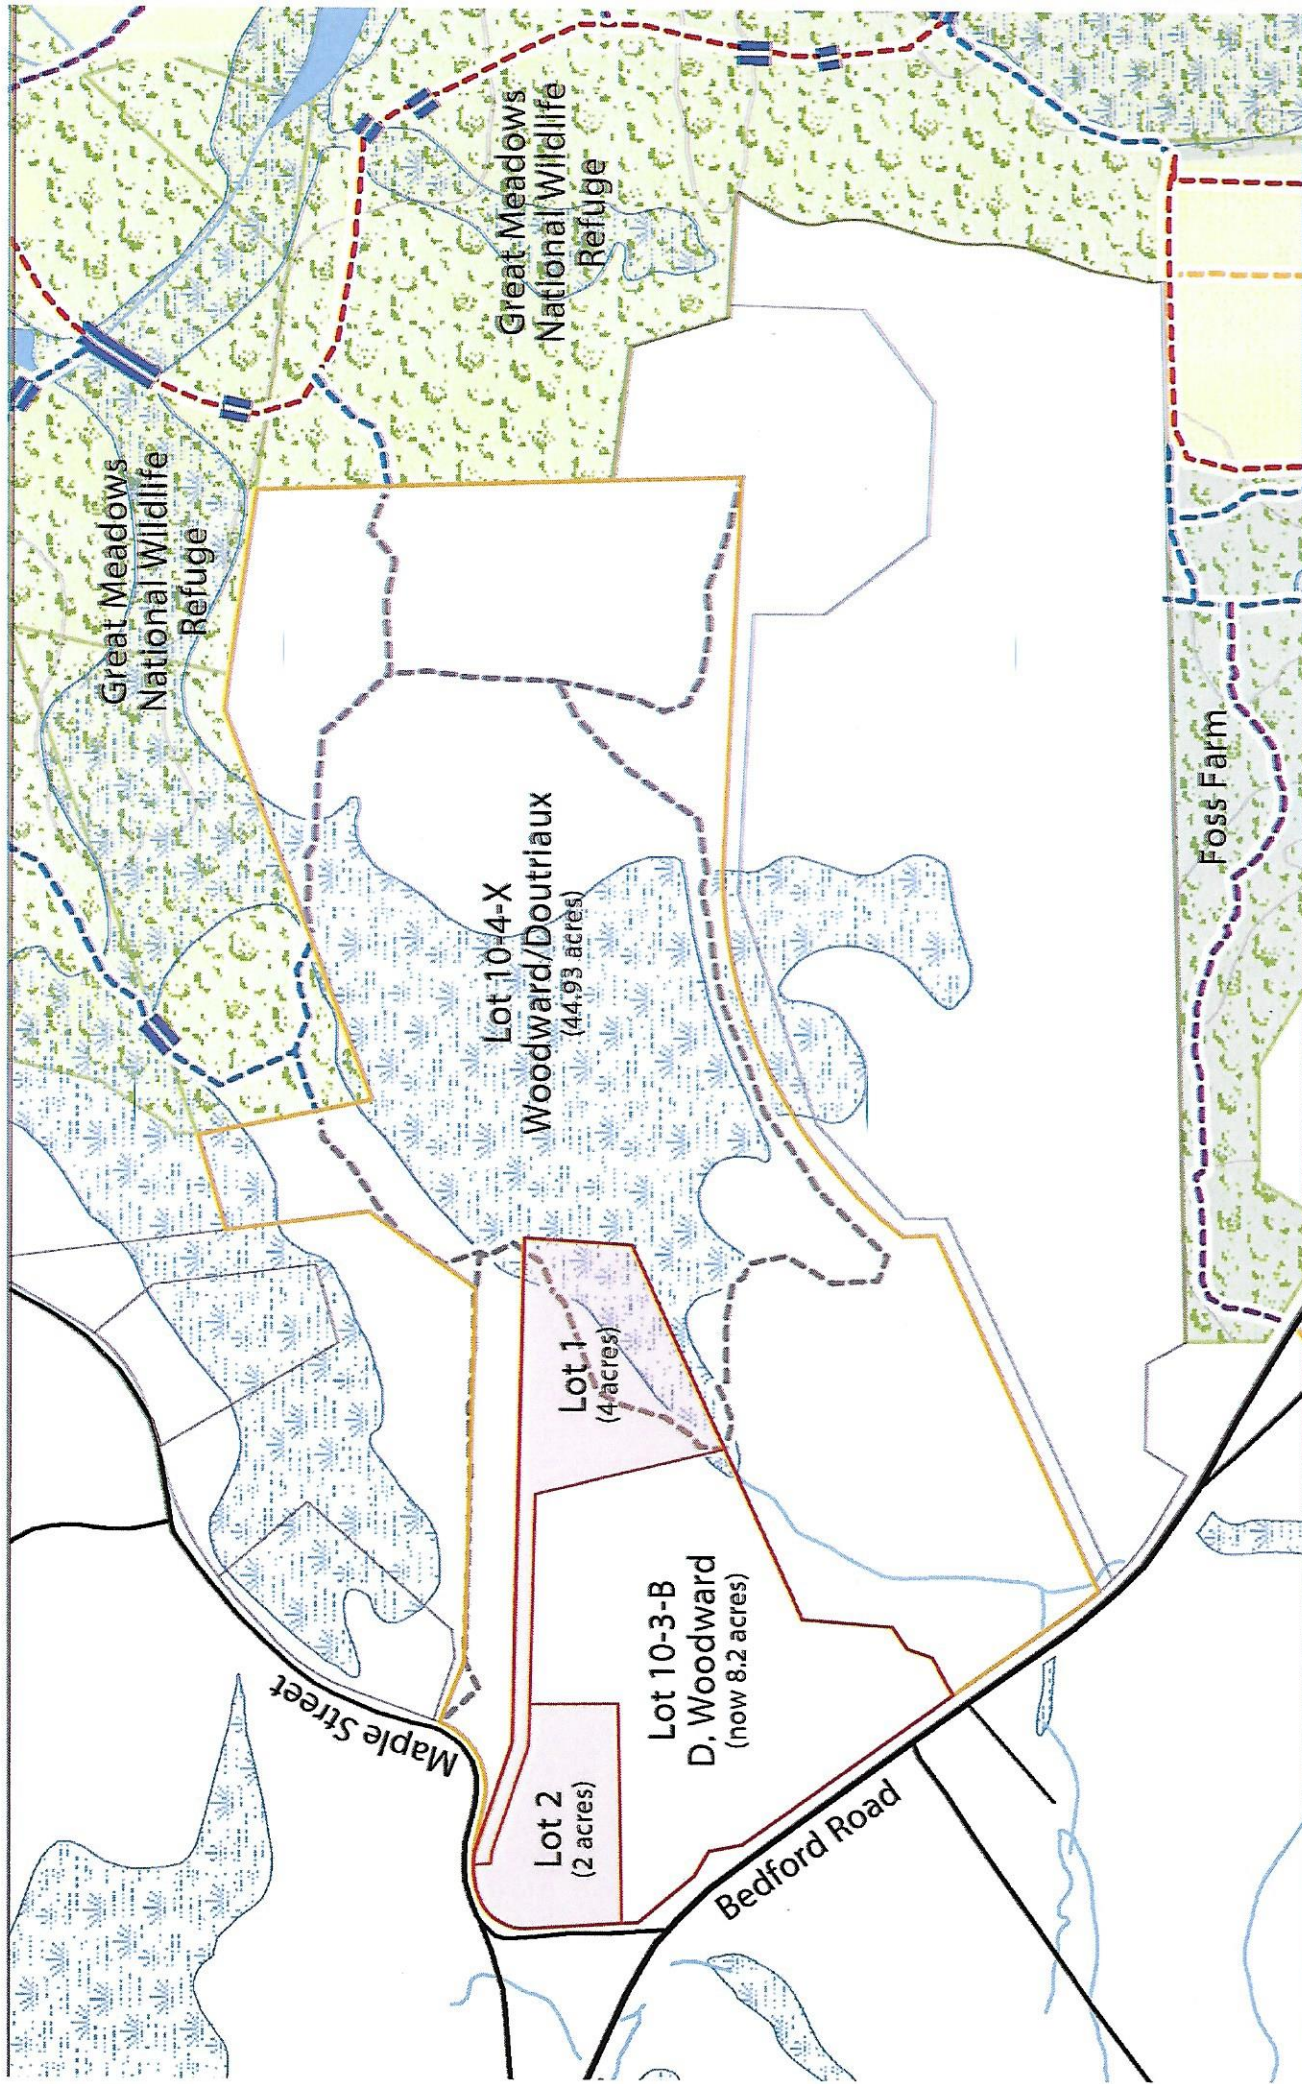 Great Meadows
National Wildlife
Refuge
Great Meadows
National Wildlife
Refuge
Lot 10-4-X
Woodward/Doutriaux
(44.93 acres)
Lot 1
(4 acres)
Lot 10-3-B
D. Woodward
(now 8.2 acres)
Lot 2
(2 acres)
Maple Street
Bedford Road
Foss Farm